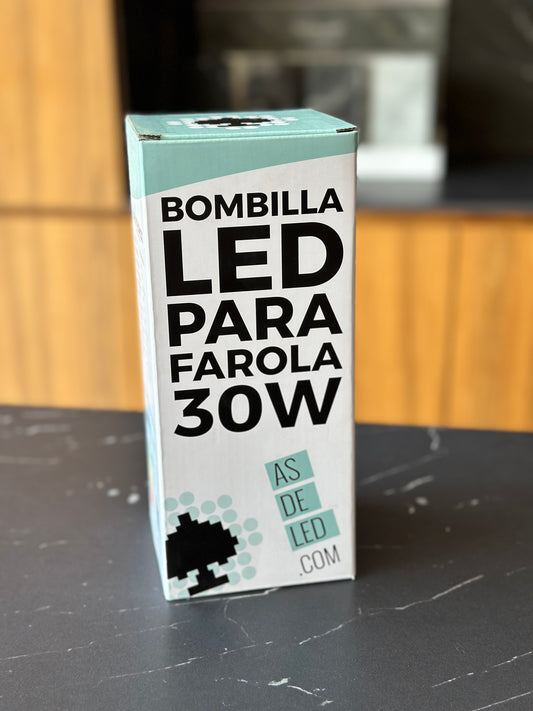 BOMBILLA
LED
PARA
FAROLA
30W
AS
DE
LED
.COM